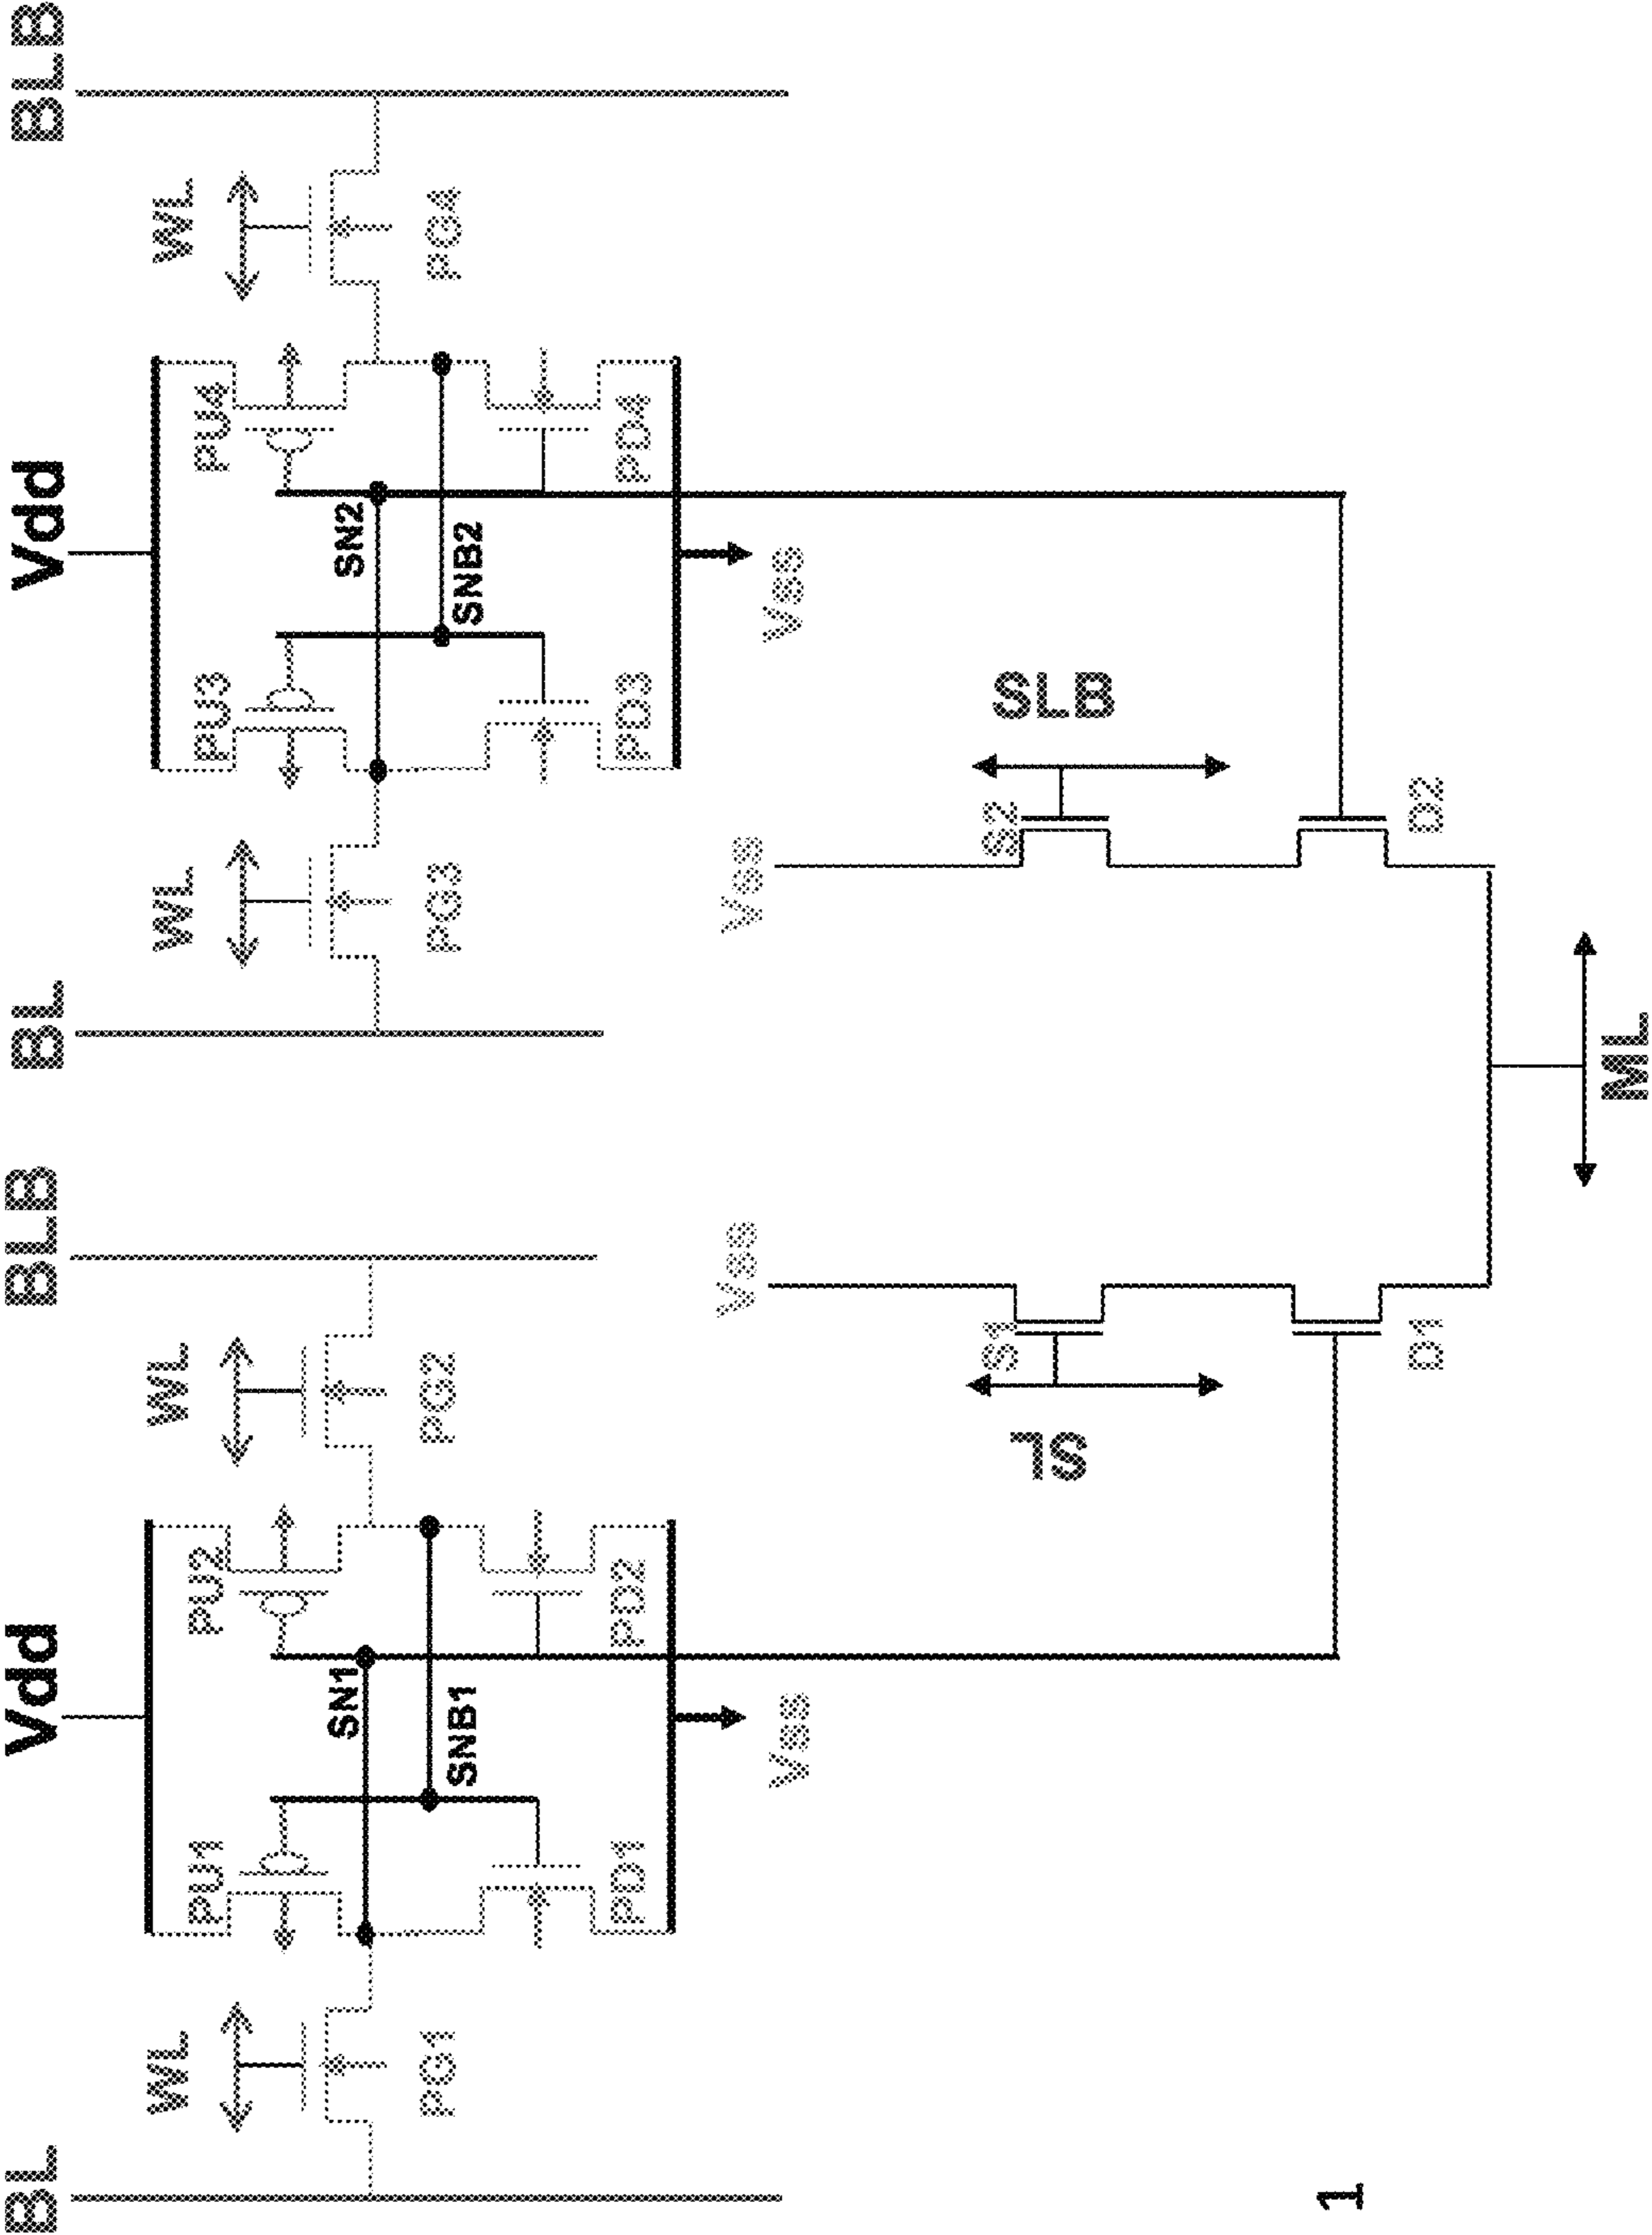 BL
Vdd
BLB
BL
Vdd
BLB
WL
PU1
PU2
WL
WL
PU3
PU4
WL
SN1
SN2
PG1
SNB1
PG2
PG3
SNB2
PG4
PD1
PD2
PD3
PD4
Vss
Vss
Vss
Vss
SL
S1
S2
SLB
D1
D2
1
ML